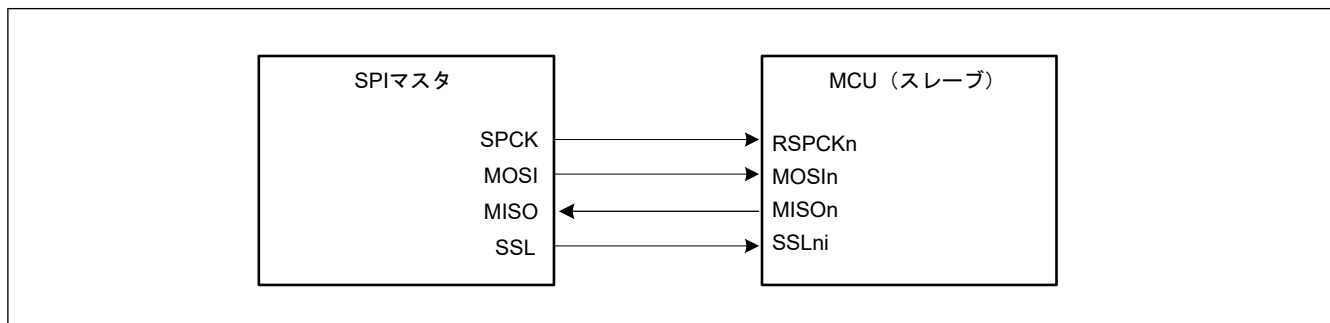 SPIマスタ
MCU（スレーブ）
SPCK
RSPCKn
MOSI
MOSIn
MISO
MISOn
SSL
SSLni